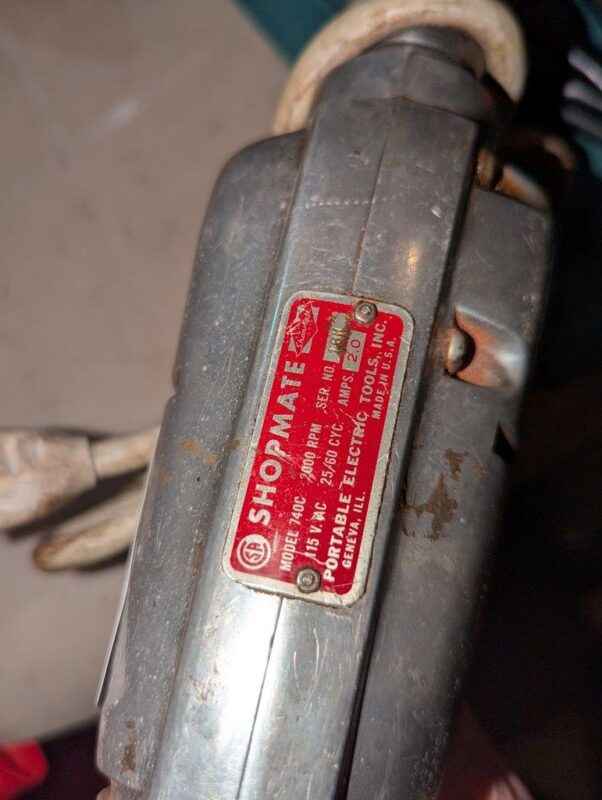 SHOPMATE
MODEL 740C RPM SER. NO.
115 V. AC 25/60 CYC. AMPS. 2.0
PORTABLE ELECTRIC TOOLS, INC.
GENEVA, ILL. MADE IN U.S.A.